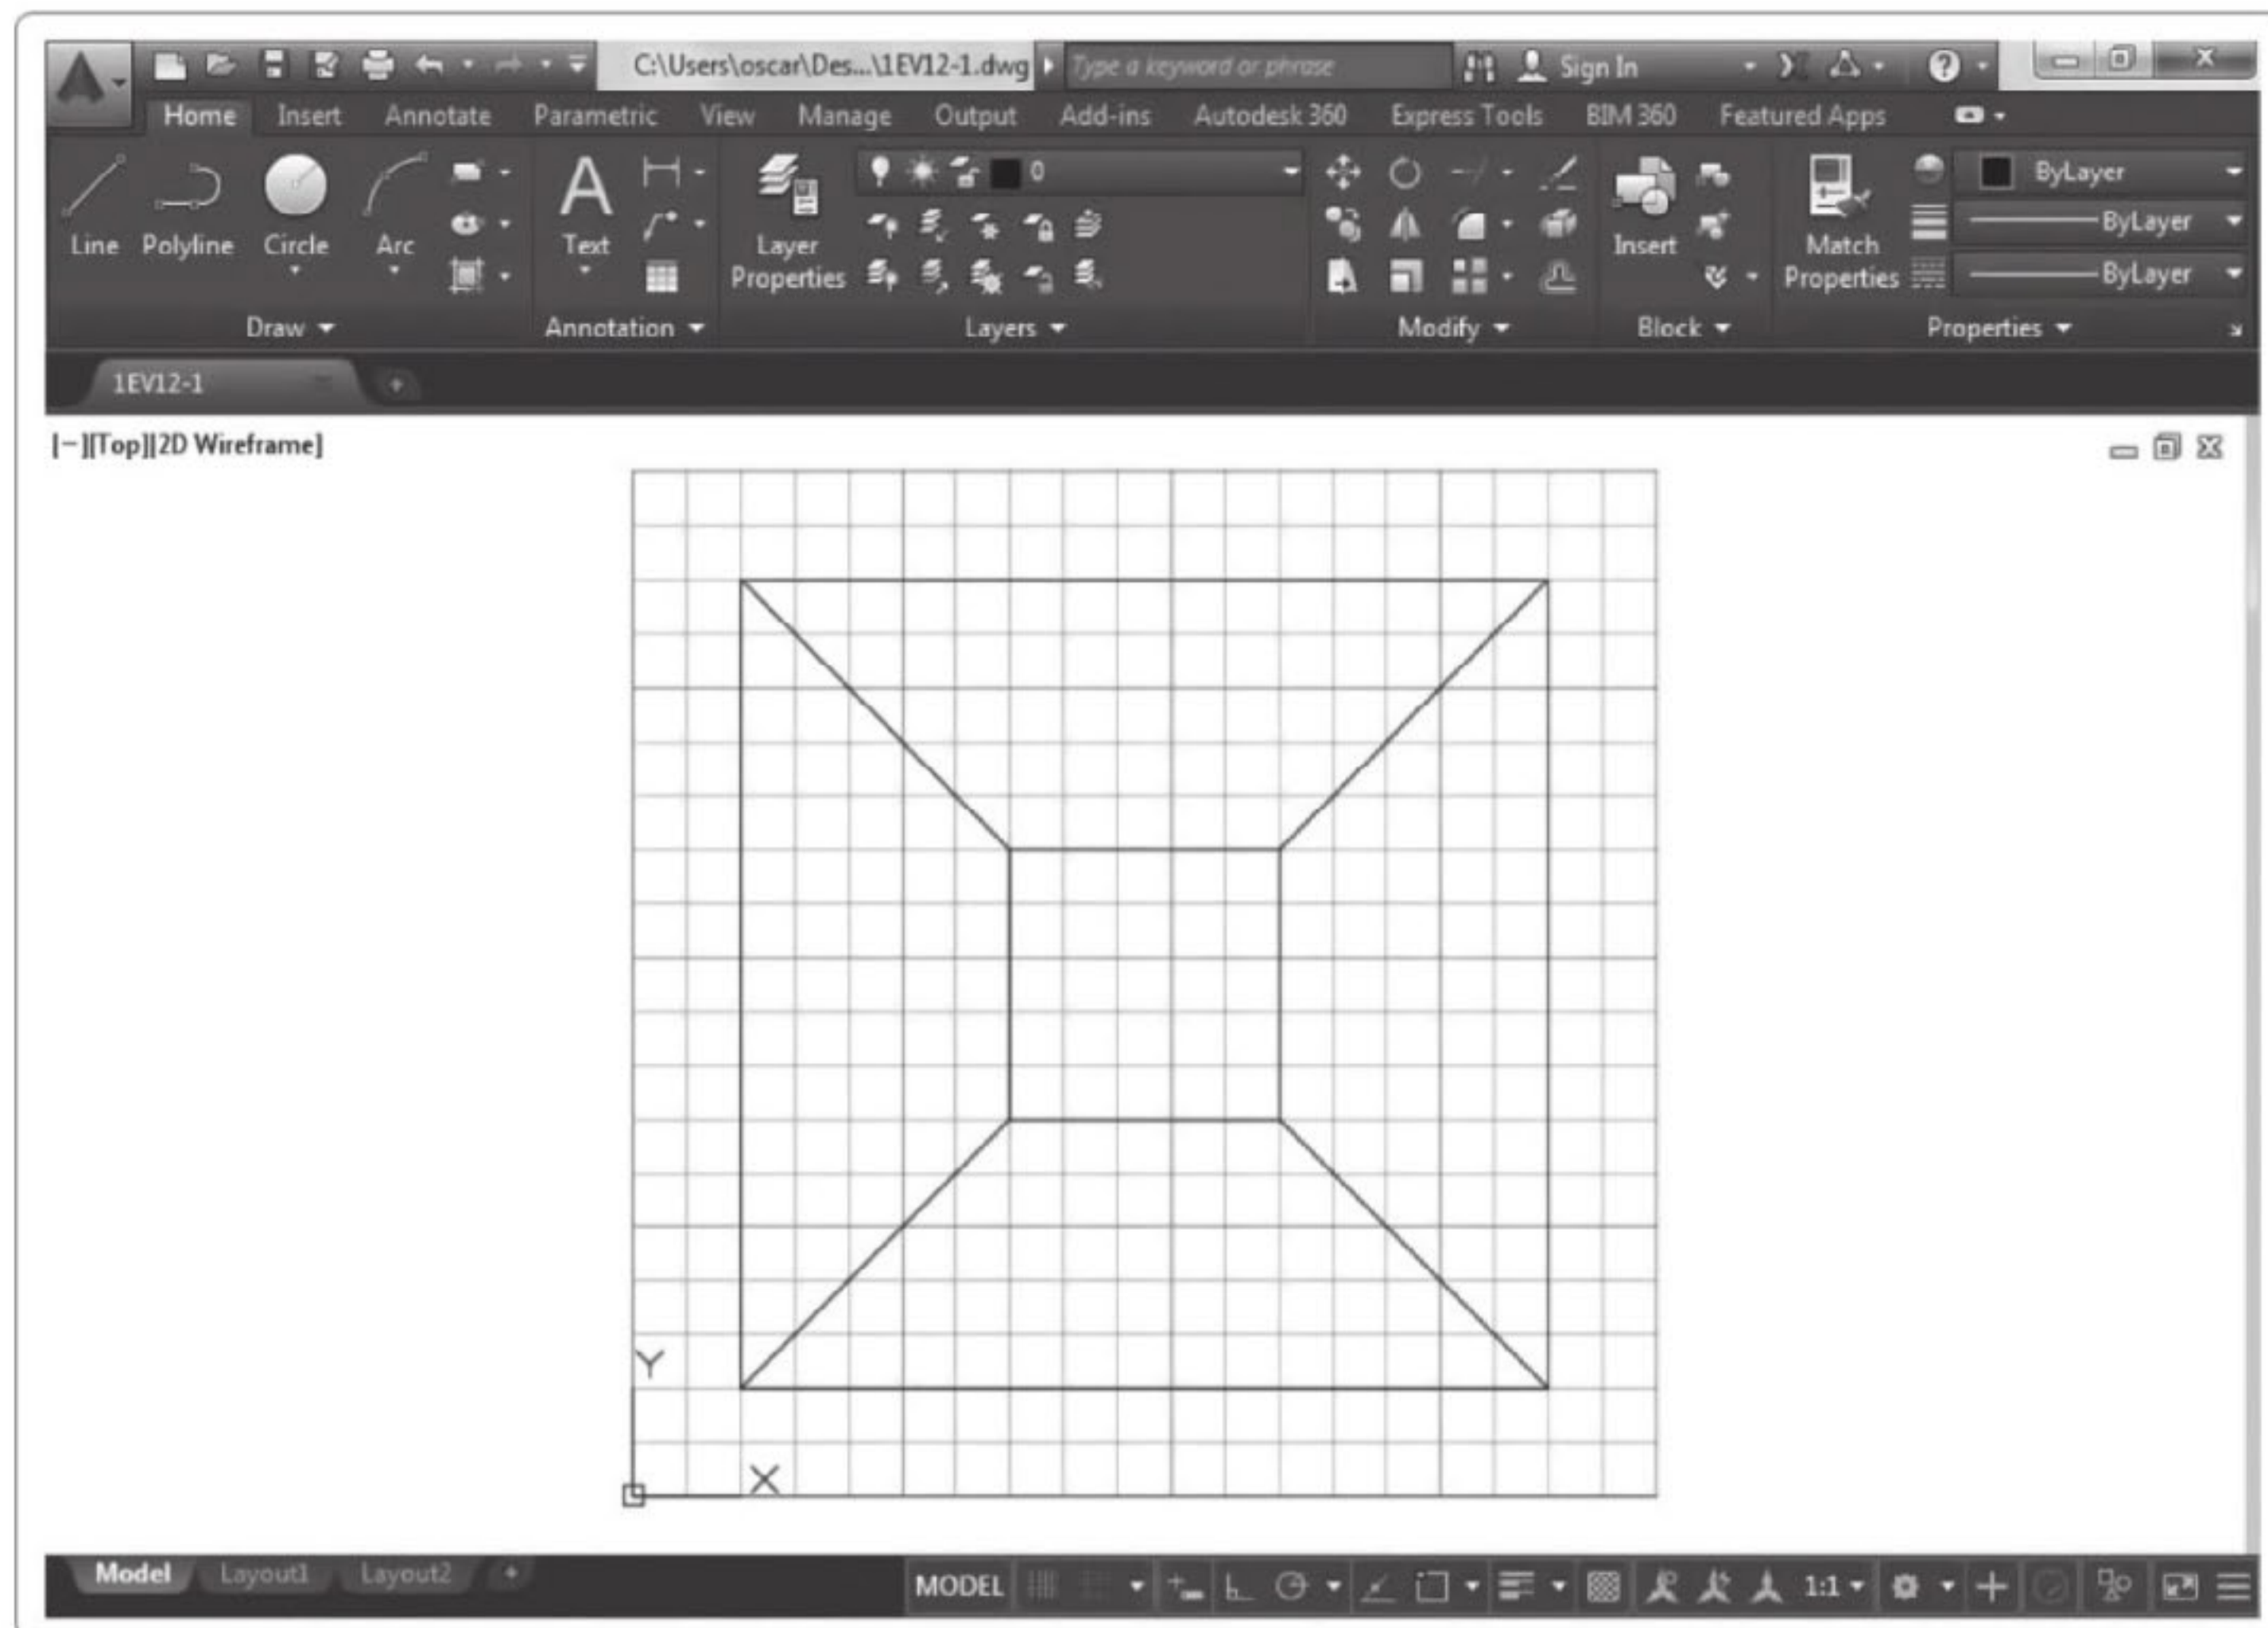 C:\Users\oscar\Des...\1EV12-1.dwg Type a keyword or phrase Sign In ?
Home Insert Annotate Parametric View Manage Output Add-ins Autodesk 360 Express Tools BIM 360 Featured Apps
A 0 ByLayer
ByLayer
Line Polyline Circle Arc Text Layer Properties Insert Match Properties ByLayer
Draw Annotation Layers Modify Block Properties
1EV12-1
[−][Top][2D Wireframe]
Y
X
Model Layout1 Layout2 + MODEL 1:1